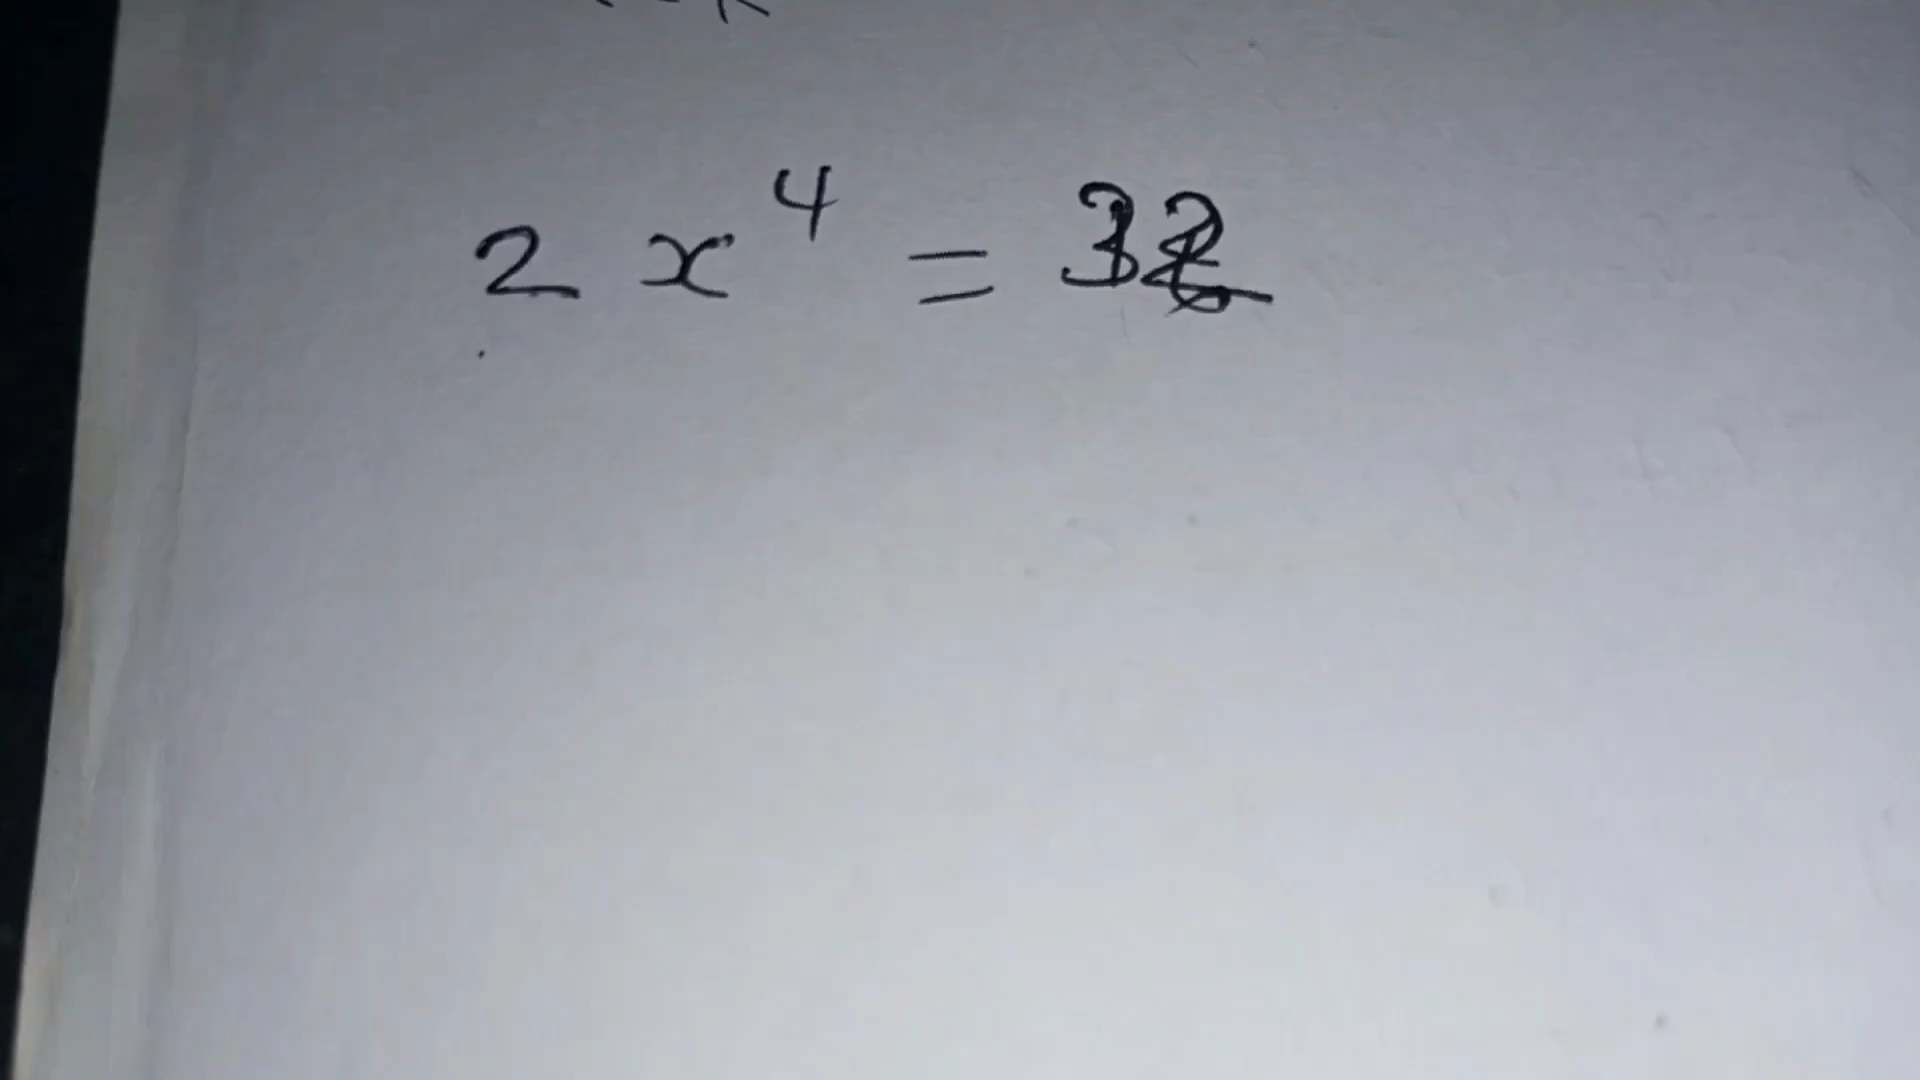 2x⁴ = 32